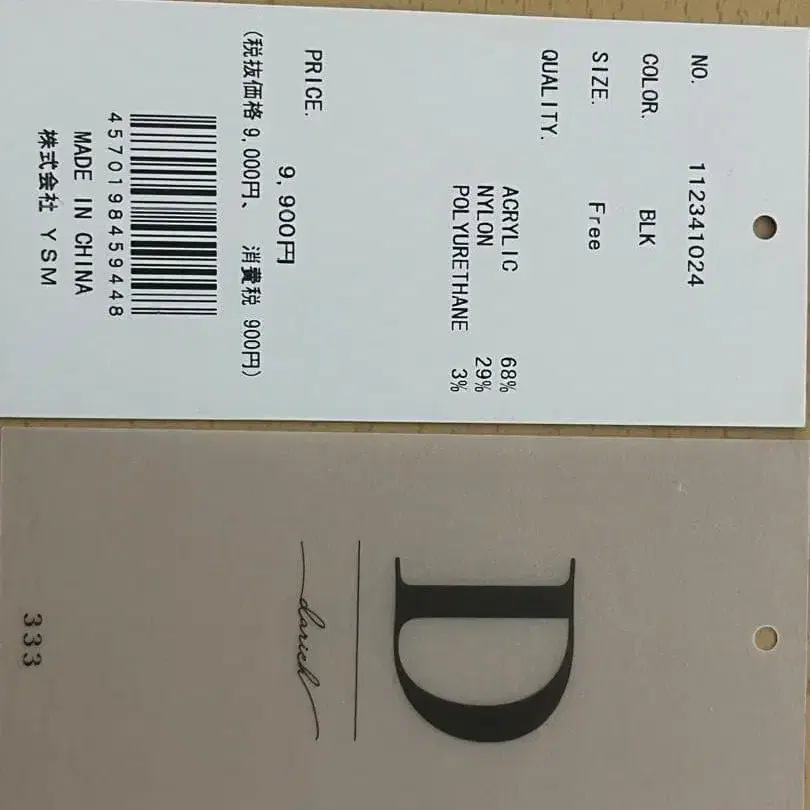 NO. 112341024
COLOR. BLK
SIZE. Free
QUALITY.
ACRYLIC 68%
NYLON 29%
POLYURETHANE 3%
PRICE.
9,900円
(税抜価格 9,000円、 消費税 900円)
4570198459448
MADE IN CHINA
株式会社 YSM
D
darich
333